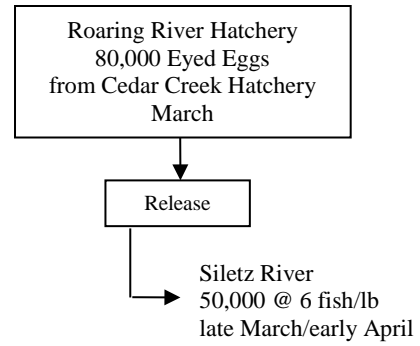 Roaring River Hatchery
80,000 Eyed Eggs
from Cedar Creek Hatchery
March
Release
Siletz River
50,000 @ 6 fish/lb
late March/early April